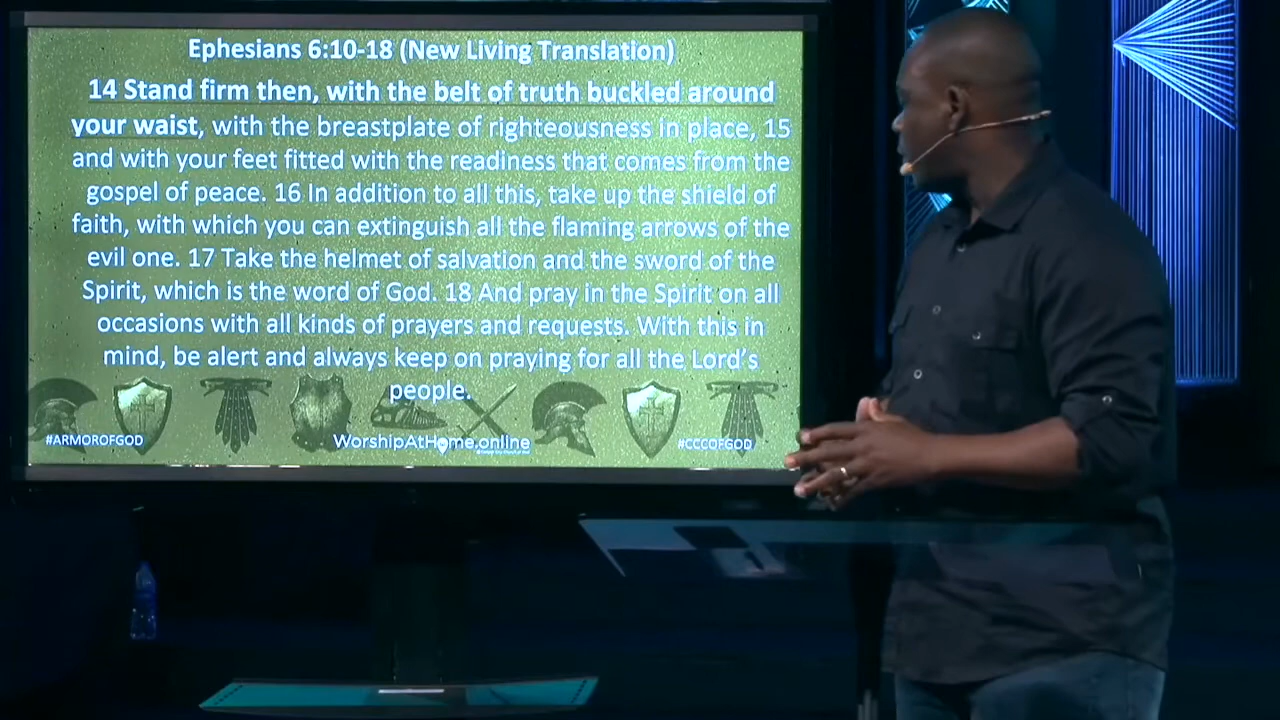 Ephesians 6:10-18 (New Living Translation)
14 Stand firm then, with the belt of truth buckled around
your waist, with the breastplate of righteousness in place, 15
and with your feet fitted with the readiness that comes from the
gospel of peace. 16 In addition to all this, take up the shield of
faith, with which you can extinguish all the flaming arrows of the
evil one. 17 Take the helmet of salvation and the sword of the
Spirit, which is the word of God. 18 And pray in the Spirit on all
occasions with all kinds of prayers and requests. With this in
mind, be alert and always keep on praying for all the Lord's
people.
#ARMOROFGOD
WorshipAtHome.online
#CCCOFGOD